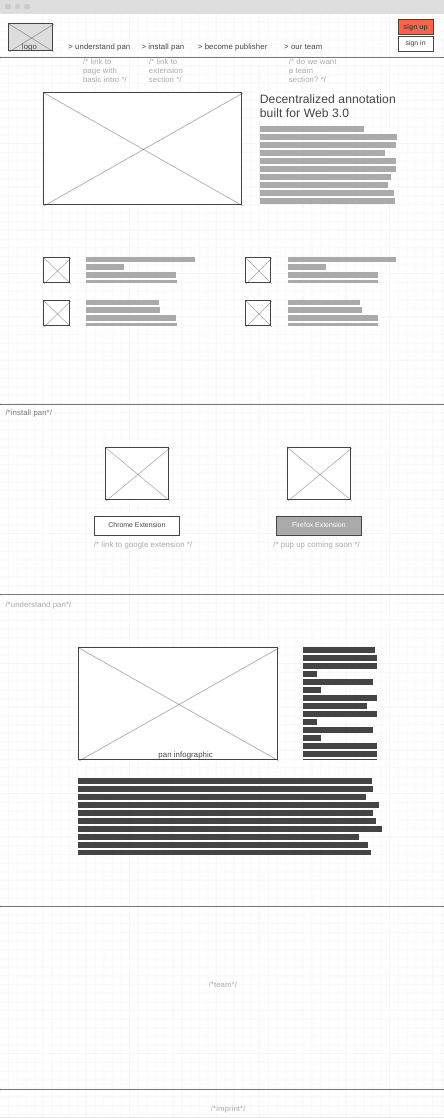 sign up
logo
> understand pan
> install pan
> become publisher
> our team
sign in
/* link to
page with
basic intro */
/* link to
extension
section */
/* do we want
a team
section? */
Decentralized annotation
built for Web 3.0
/*install pan*/
Chrome Extension
Firefox Extension
/* link to google extension */
/* pup up coming soon */
/*understand pan*/
pan infographic
/*team*/
/*imprint*/